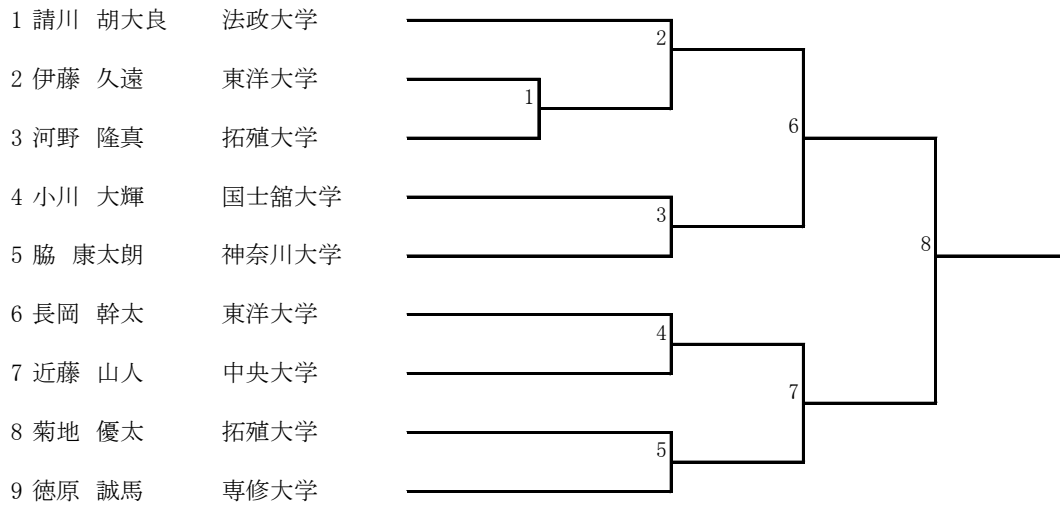 1 請川 胡大良 法政大学
2
2 伊藤 久遠 東洋大学
1
3 河野 隆真 拓殖大学
6
4 小川 大輝 国士舘大学
3
5 脇 康太朗 神奈川大学
8
6 長岡 幹太 東洋大学
4
7 近藤 山人 中央大学
7
8 菊地 優太 拓殖大学
5
9 徳原 誠馬 専修大学